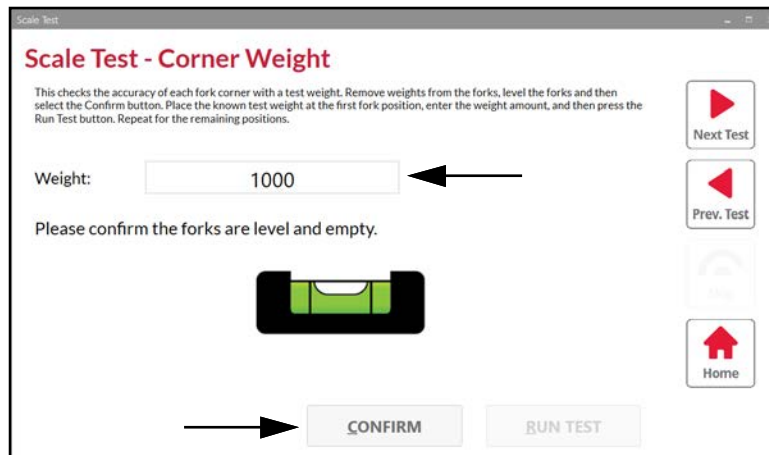 Scale Test
Scale Test - Corner Weight
This checks the accuracy of each fork corner with a test weight. Remove weights from the forks, level the forks and then
select the Confirm button. Place the known test weight at the first fork position, enter the weight amount, and then press the
Run Test button. Repeat for the remaining positions.
Next Test
Weight:
1000
Prev. Test
Please confirm the forks are level and empty.
Home
CONFIRM
RUN TEST